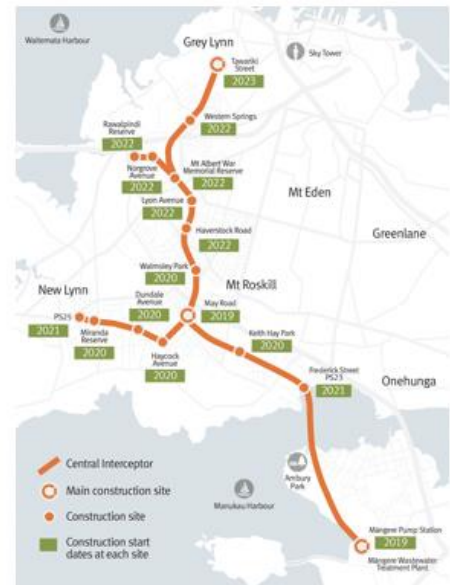 Waitemata Harbour
Grey Lynn
Sky Tower
Tawariki
Street
2023
Western Springs
2022
Rawalpindi
Reserve
2022
Norgrove
Avenue
2022
Mt Albert War
Memorial Reserve
2022
Lyon Avenue
2022
Mt Eden
Haverstock Road
2022
Greenlane
Walmsley Park
2020
New Lynn
Mt Roskill
Dundale
Avenue
2020
May Road
2019
PS25
2021
Miranda
Reserve
2020
Haycock
Avenue
2020
Keith Hay Park
2020
Frederick Street
PS23
2021
Onehunga
Central Interceptor
Main construction site
Construction site
Construction start
dates at each site
Ambury
Park
Manukau Harbour
Māngere Pump Station
2019
Māngere Wastewater
Treatment Plant